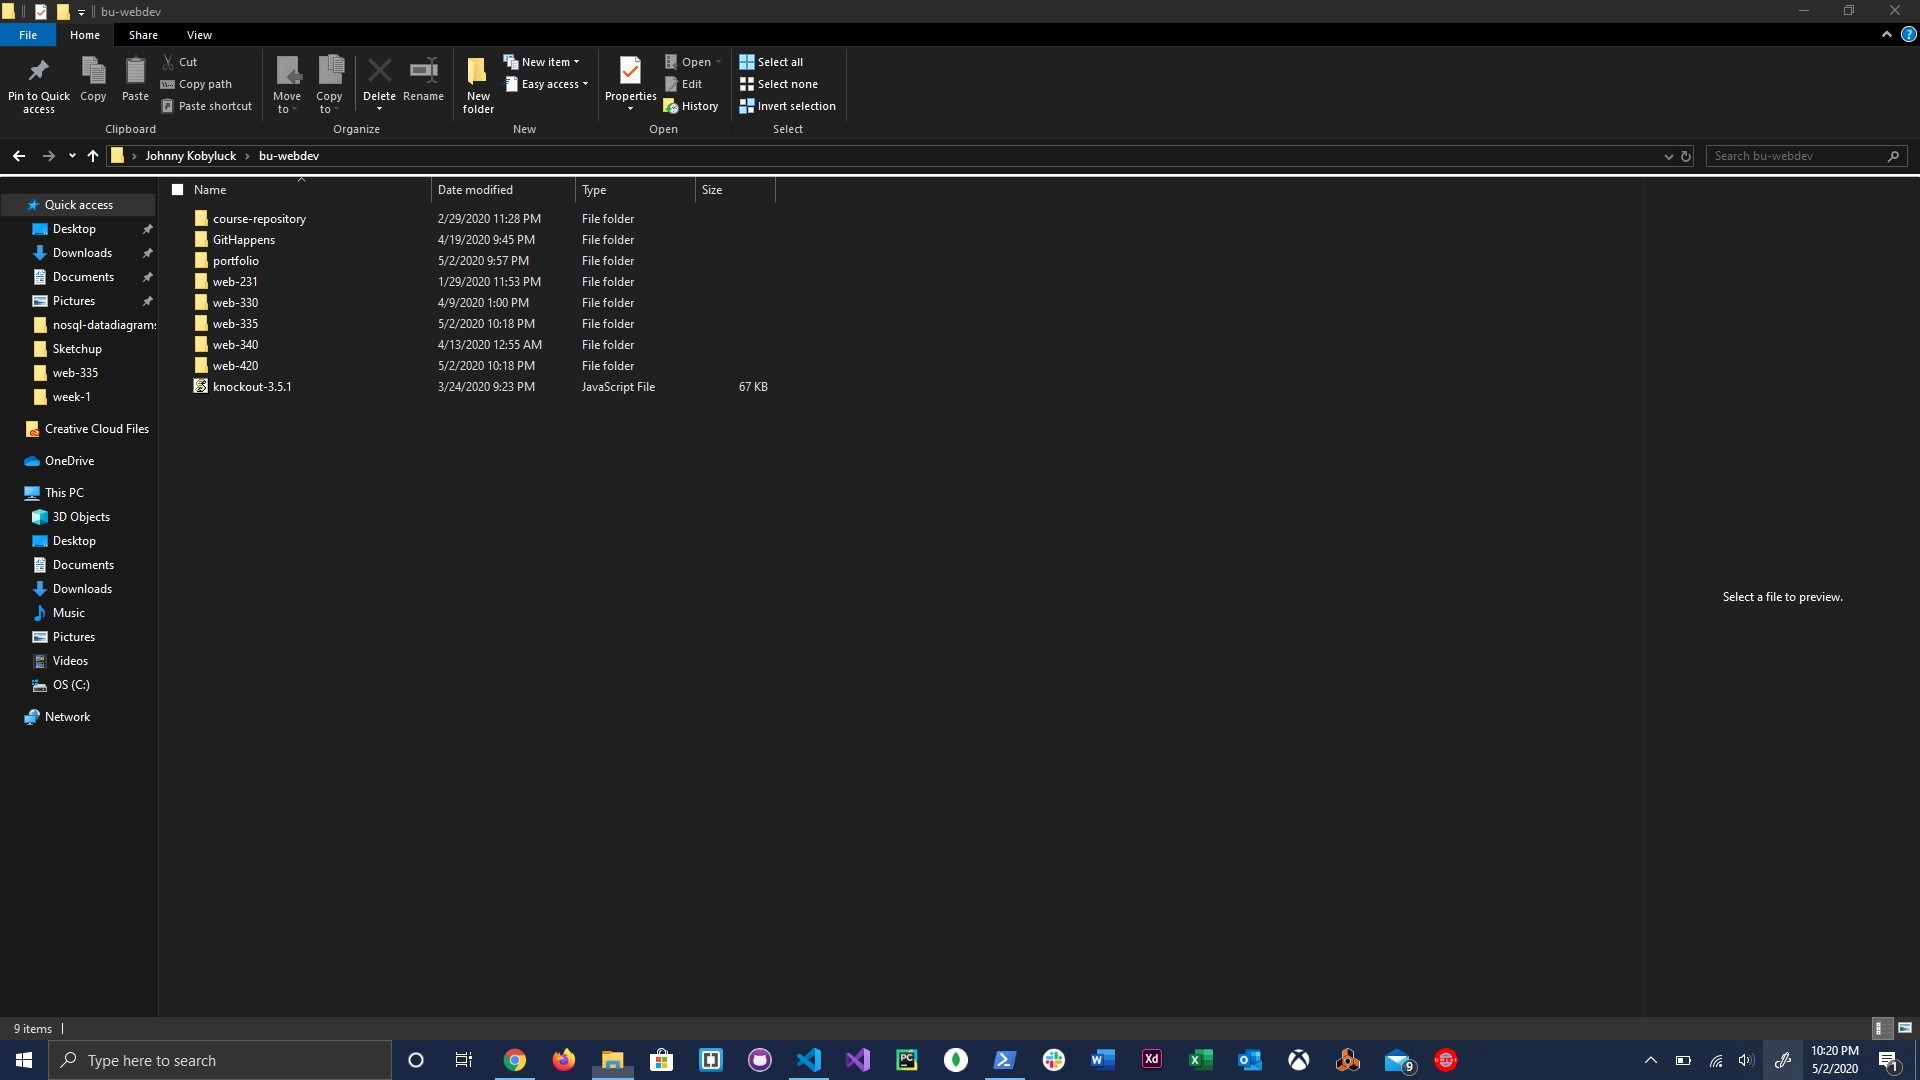 bu-webdev
File Home Share View
Pin to Quick access
Copy
Paste
Cut
Copy path
Paste shortcut
Clipboard
Move to
Copy to
Delete
Rename
Organize
New folder
New item
Easy access
New
Properties
Open
Edit
History
Open
Select all
Select none
Invert selection
Select
Johnny Kobyluck > bu-webdev
Search bu-webdev
Name Date modified Type Size
course-repository 2/29/2020 11:28 PM File folder
GitHappens 4/19/2020 9:45 PM File folder
portfolio 5/2/2020 9:57 PM File folder
web-231 1/29/2020 11:53 PM File folder
web-330 4/9/2020 1:00 PM File folder
web-335 5/2/2020 10:18 PM File folder
web-340 4/13/2020 12:55 AM File folder
web-420 5/2/2020 10:18 PM File folder
knockout-3.5.1 3/24/2020 9:23 PM JavaScript File 67 KB
Quick access
Desktop
Downloads
Documents
Pictures
nosql-datadiagrams
Sketchup
web-335
week-1
Creative Cloud Files
OneDrive
This PC
3D Objects
Desktop
Documents
Downloads
Music
Pictures
Videos
OS (C:)
Network
Select a file to preview.
9 items
Type here to search
PC
Xd
9
10:20 PM
5/2/2020
1